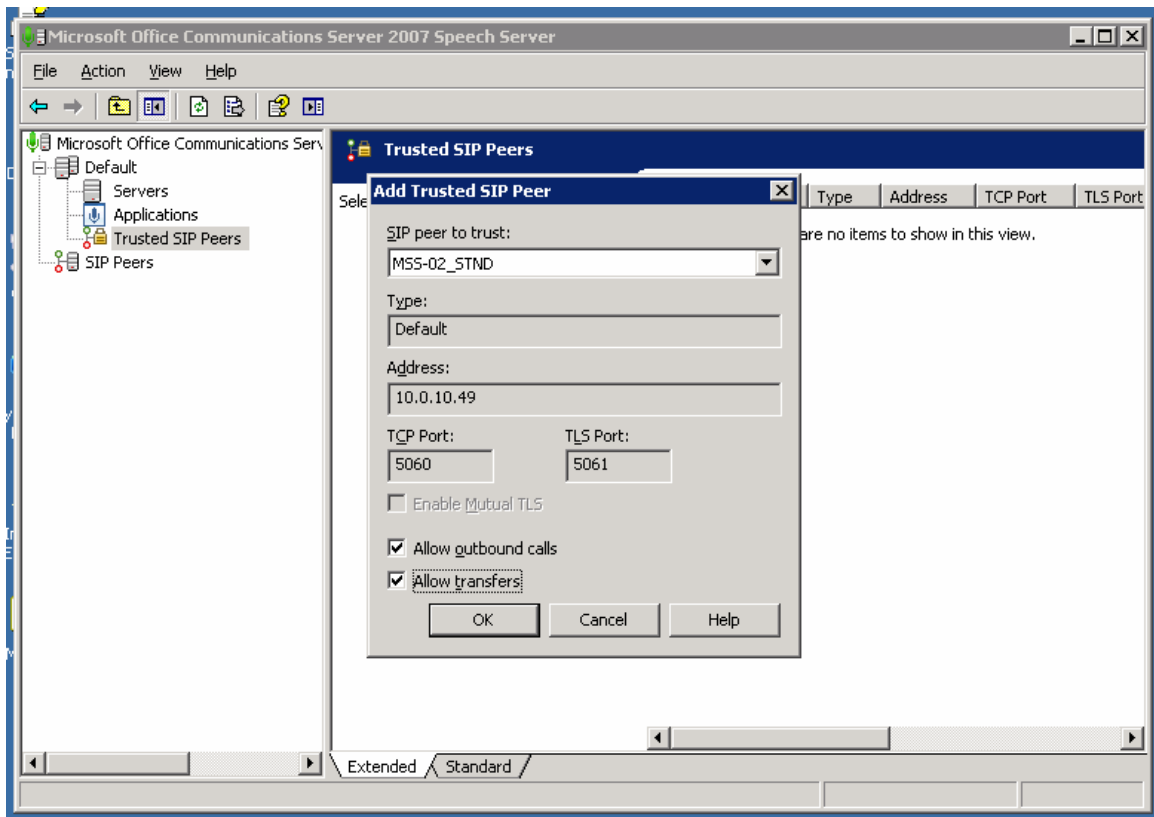 Microsoft Office Communications Server 2007 Speech Server
File Action View Help
Microsoft Office Communications Serv
Default
Servers
Applications
Trusted SIP Peers
SIP Peers
Trusted SIP Peers
Sele
Type Address TCP Port TLS Port
are no items to show in this view.
Add Trusted SIP Peer
SIP peer to trust:
MSS-02_STND
Type:
Default
Address:
10.0.10.49
TCP Port: TLS Port:
5060 5061
Enable Mutual TLS
Allow outbound calls
Allow transfers
OK Cancel Help
Extended Standard